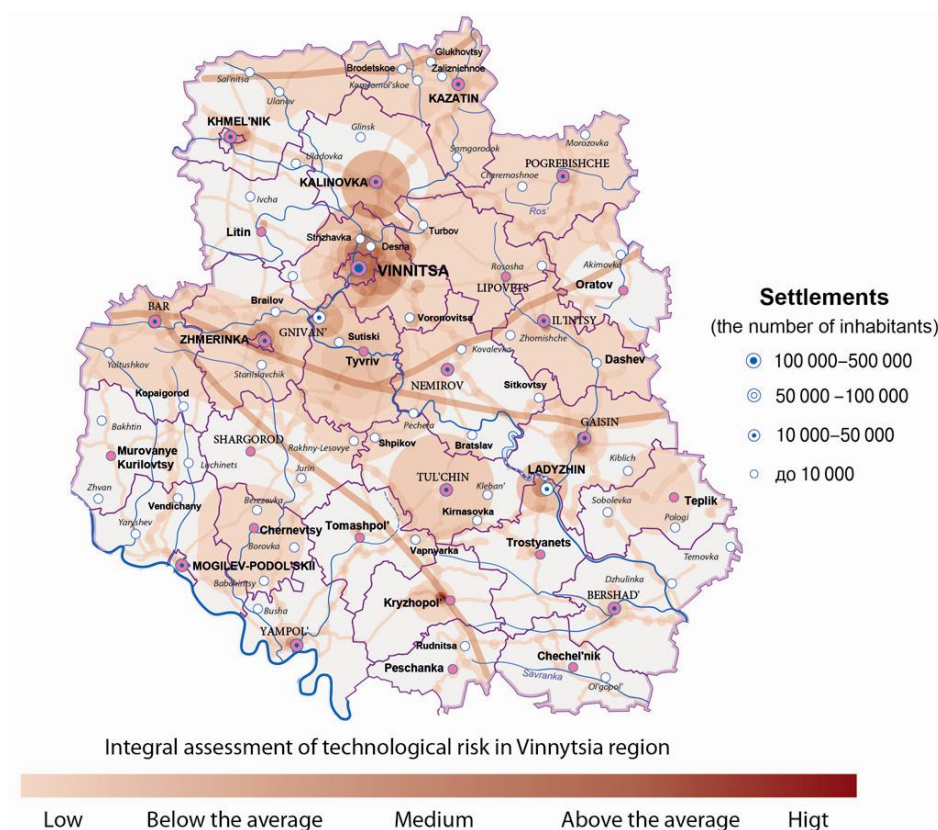 Glukhovtsy
Brodetskoe
Zaliznichnoe
Sal'nitsa
Komsomol'skoe
KAZATIN
Ulanov
KHMEL'NIK
Glinsk
Morozovka
Samgorodok
Uladovka
POGREBISHCHE
KALINOVKA
Cheremoshnoe
Ivcha
Ros'
Litin
Strizhavka
Turbov
Desna
VINNITSA
Rososha
Akimovka
LIPOVETS
Oratov
BAR
Brailov
GNIVAN'
Voronovitsa
IL'INTSY
ZHMERINKA
Sutiski
Zhornishche
Tyvriv
Kovalevka
Dashev
Yaltushkov
Stanislavchik
NEMIROV
Sitkovtsy
Kopaigorod
Pechera
GAISIN
Bakhtin
SHARGOROD
Rakhny-Lesovye
Shpikov
Bratslav
Murovanye
Kurilovtsy
Luchinets
Kiblich
Jurin
TUL'CHIN
LADYZHIN
Zhvan
Kleban'
Vendichany
Berezovka
Sobolevka
Teplik
Kirnasovka
Yaryshev
Chernevtsy
Tomashpol'
Pologi
Borovka
Vapnyarka
Trostyanets
Ternovka
MOGILEV-PODOL'SKII
Babchintsy
Dzhulinka
BERSHAD'
Busha
Kryzhopol'
YAMPOL'
Rudnitsa
Chechel'nik
Peschanka
Savranka
Ol'gopol'
Settlements
(the number of inhabitants)
100 000–500 000
50 000 –100 000
10 000–50 000
до 10 000
Integral assessment of technological risk in Vinnytsia region
Low Below the average Medium Above the average Higt